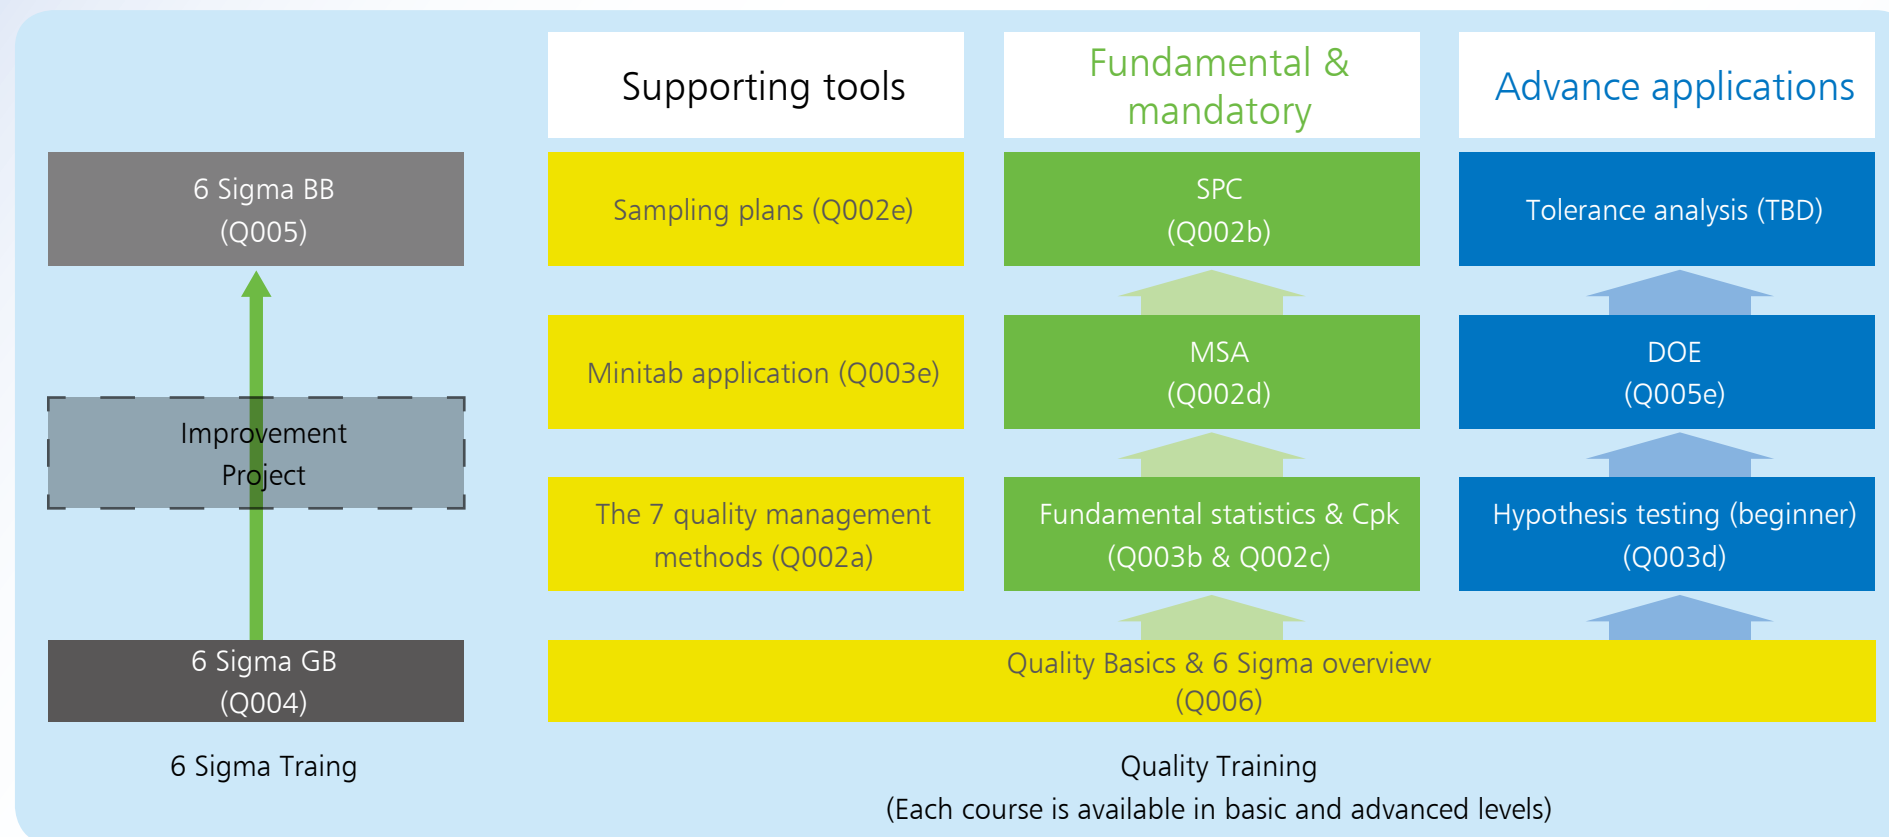 Supporting tools
Fundamental &
mandatory
Advance applications
6 Sigma BB
(Q005)
Sampling plans (Q002e)
SPC
(Q002b)
Tolerance analysis (TBD)
Minitab application (Q003e)
MSA
(Q002d)
DOE
(Q005e)
Improvement
Project
The 7 quality management
methods (Q002a)
Fundamental statistics & Cpk
(Q003b & Q002c)
Hypothesis testing (beginner)
(Q003d)
6 Sigma GB
(Q004)
Quality Basics & 6 Sigma overview
(Q006)
6 Sigma Traing
Quality Training
(Each course is available in basic and advanced levels)